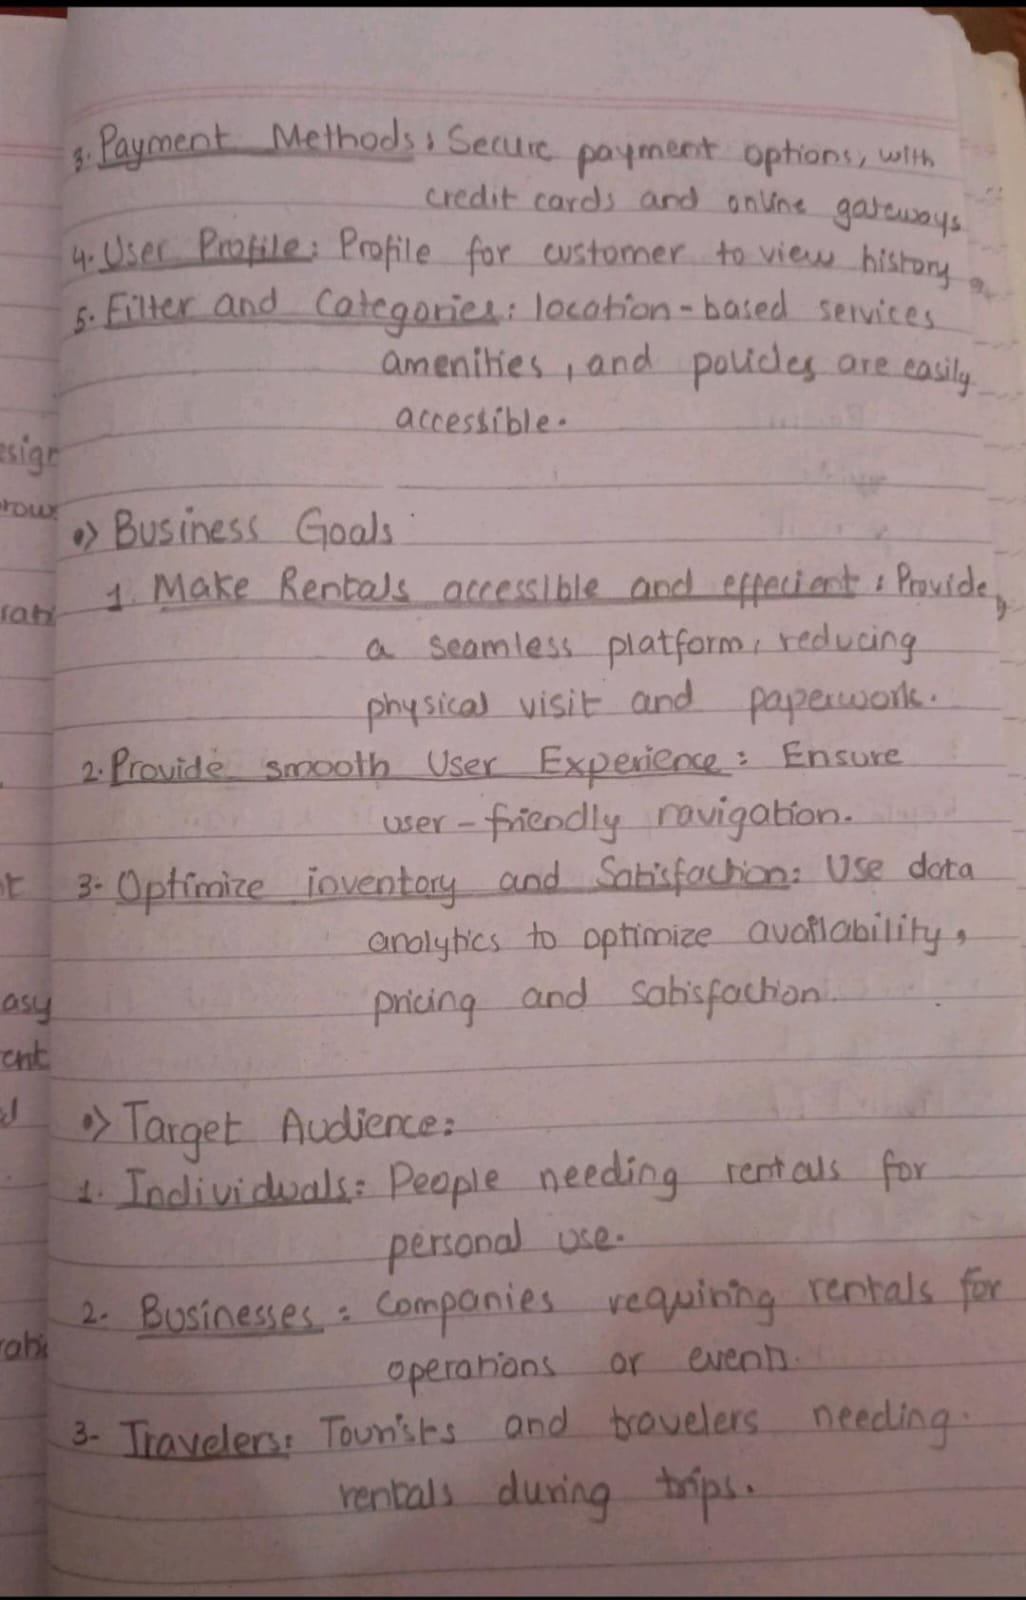 3. Payment Methods: Secure payment options, with
credit cards and online gateways
4. User Profile: Profile for customer to view history
5. Filter and Categories: location-based services
amenities, and policies are easily
accessible.
Business Goals
1. Make Rentals accessible and effecient: Provide,
a seamless platform, reducing
physical visit and paperwork.
2. Provide smooth User Experience: Ensure
user-friendly navigation.
3- Optimize inventory and Satisfaction: Use data
analytics to optimize availability,
pricing and satisfaction.
Target Audience:
1. Individuals: People needing rentals for
personal use.
2. Businesses: Companies requiring rentals for
operations or events.
3- Travelers: Tourists and travelers needing
rentals during trips.
asy